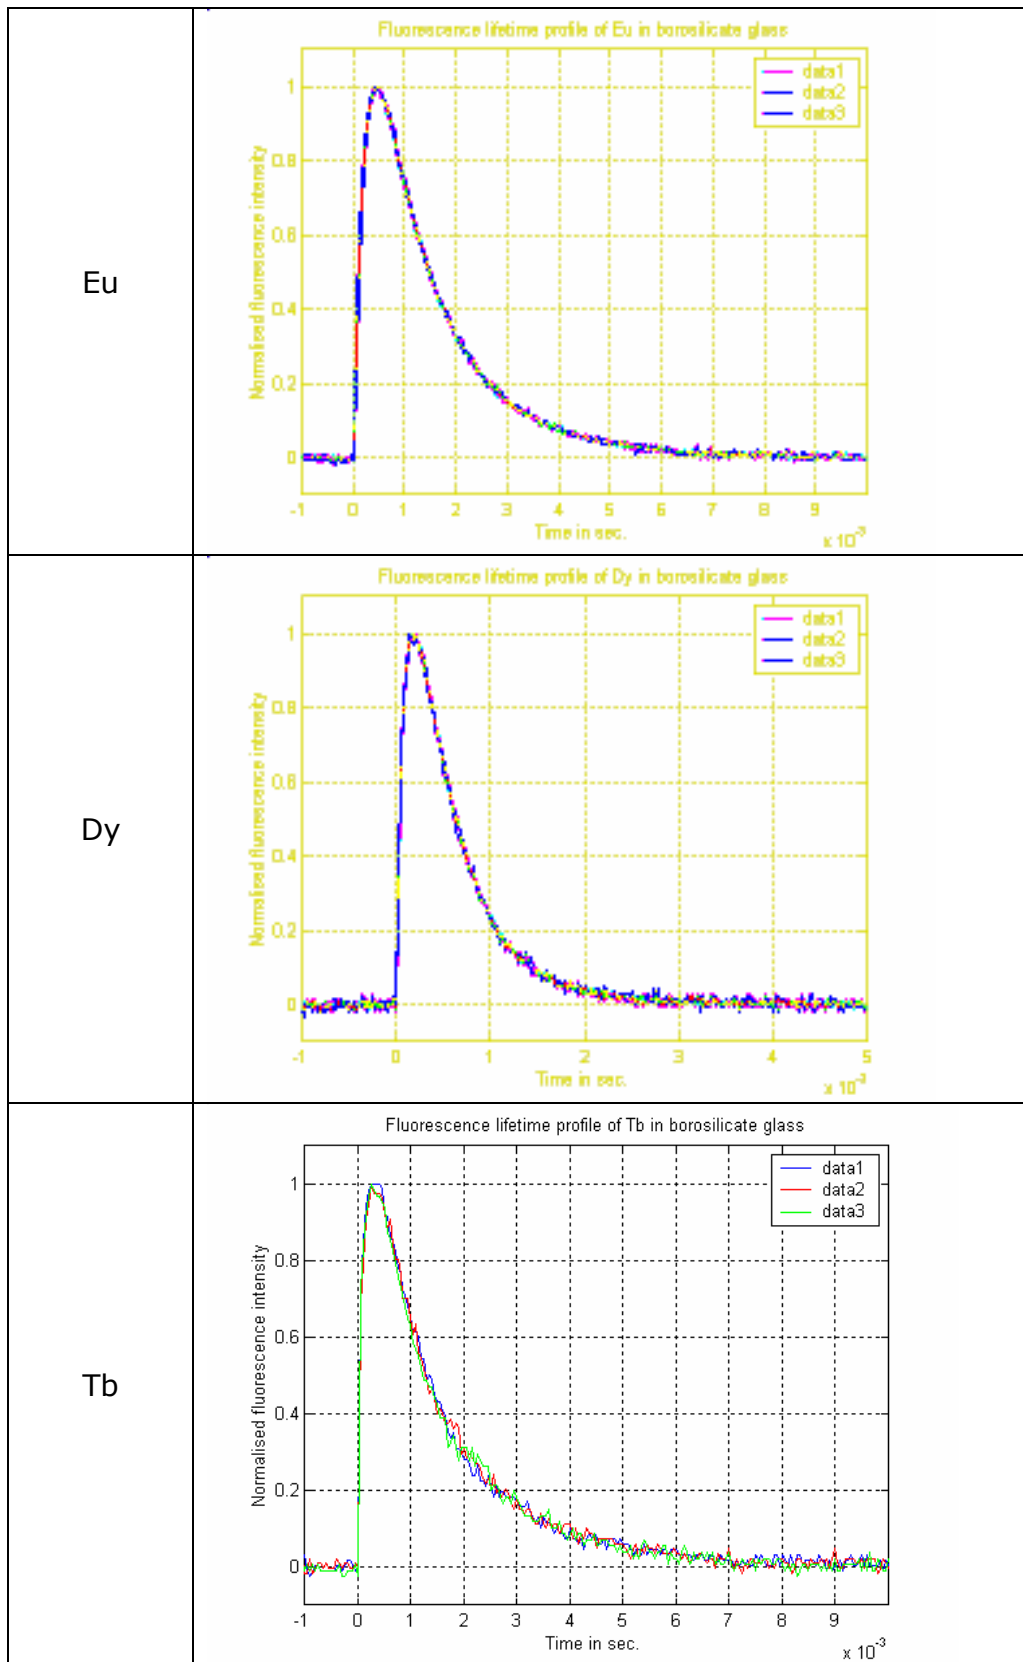 Eu
Fluorescence lifetime profile of Eu in borosilicate glass
data1
data2
data3
Normalised fluorescence intensity
1
0.8
0.6
0.4
0.2
0
-1 0 1 2 3 4 5 6 7 8 9
Time in sec.
x 10⁻³
Dy
Fluorescence lifetime profile of Dy in borosilicate glass
data1
data2
data3
Normalised fluorescence intensity
1
0.8
0.6
0.4
0.2
0
-1 0 1 2 3 4 5
Time in sec.
x 10⁻³
Tb
Fluorescence lifetime profile of Tb in borosilicate glass
data1
data2
data3
Normalised fluorescence intensity
1
0.8
0.6
0.4
0.2
0
-1 0 1 2 3 4 5 6 7 8 9
Time in sec.
x 10⁻³